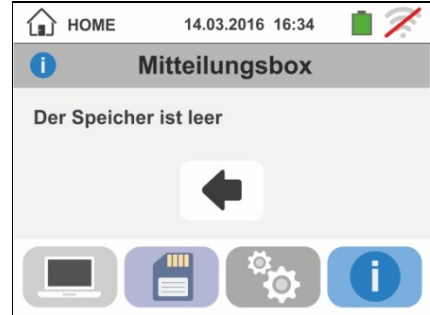 HOME 14.03.2016 16:34
i Mitteilungsbox
Der Speicher ist leer
i